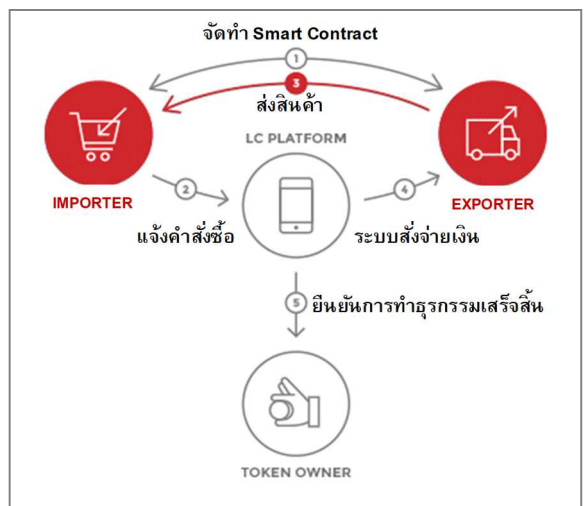 จัดทำ Smart Contract
1
3
ส่งสินค้า
LC PLATFORM
IMPORTER
2
4
EXPORTER
แจ้งคำสั่งซื้อ
ระบบสั่งจ่ายเงิน
5
ยืนยันการทำธุรกรรมเสร็จสิ้น
TOKEN OWNER